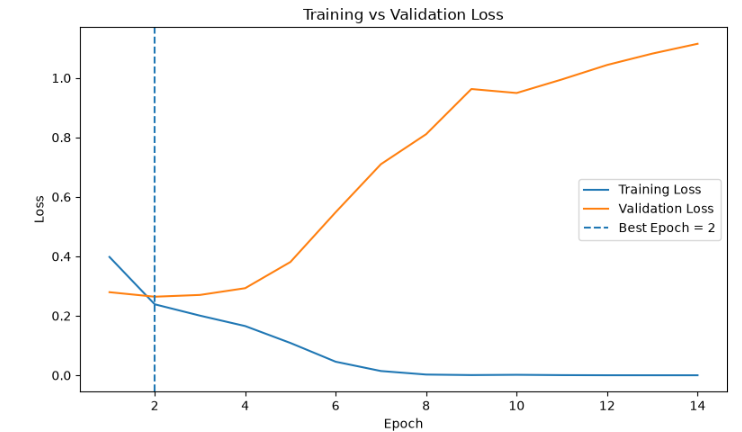 Training vs Validation Loss
1.0
0.8
0.6
0.4
0.2
0.0
Loss
Training Loss
Validation Loss
Best Epoch = 2
2 4 6 8 10 12 14
Epoch